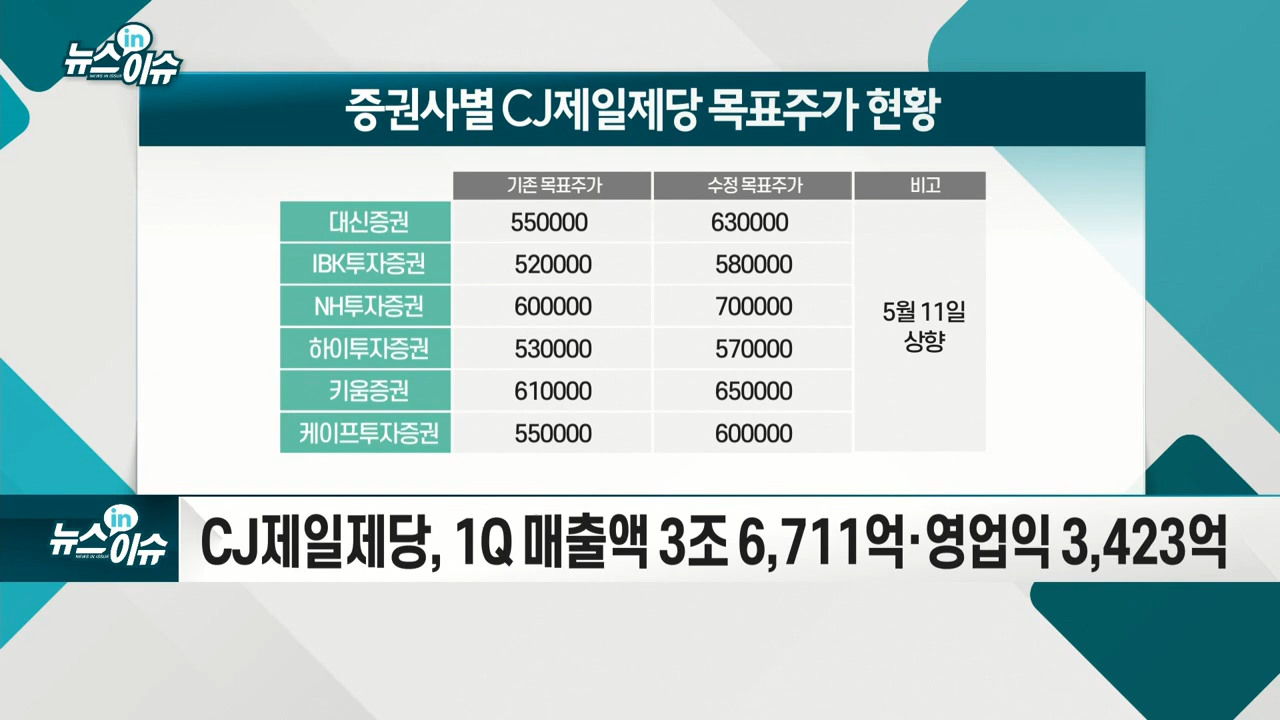 뉴스in이슈
NEWS IN ISSUE
증권사별 CJ제일제당 목표주가 현황
기존 목표주가 수정 목표주가 비고
대신증권 550000 630000
IBK투자증권 520000 580000
NH투자증권 600000 700000
하이투자증권 530000 570000
키움증권 610000 650000
케이프투자증권 550000 600000
5월 11일
상향
뉴스in이슈
NEWS IN ISSUE
CJ제일제당, 1Q 매출액 3조 6,711억·영업익 3,423억